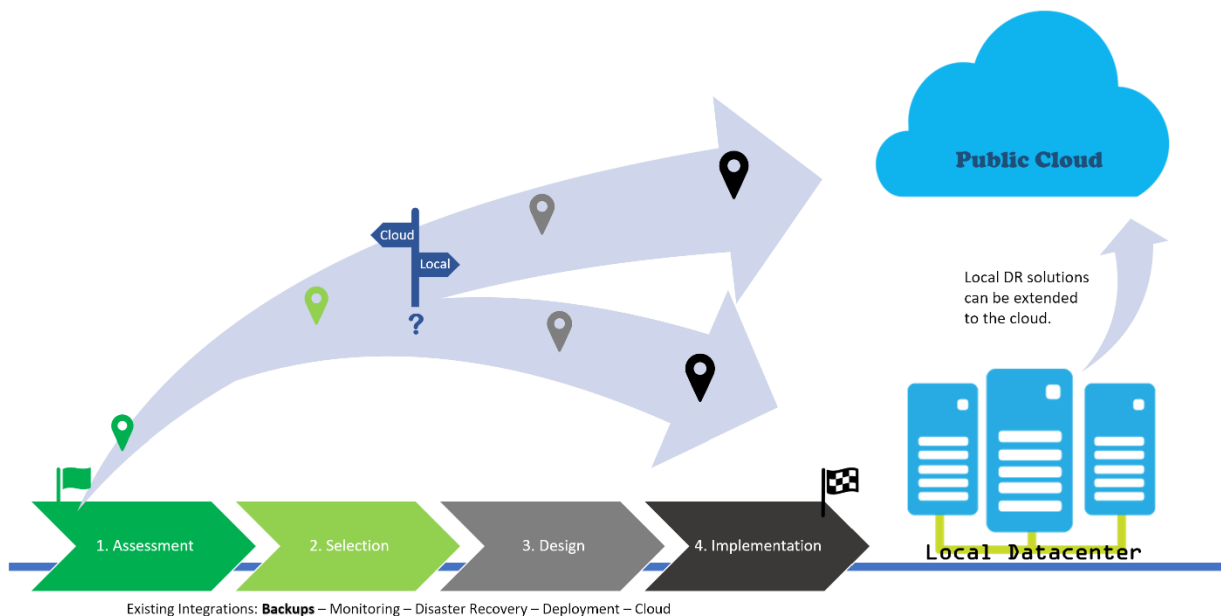 Public Cloud
Cloud
Local
?
Local DR solutions
can be extended
to the cloud.
1. Assessment
2. Selection
3. Design
4. Implementation
Local Datacenter
Existing Integrations: Backups – Monitoring – Disaster Recovery – Deployment – Cloud